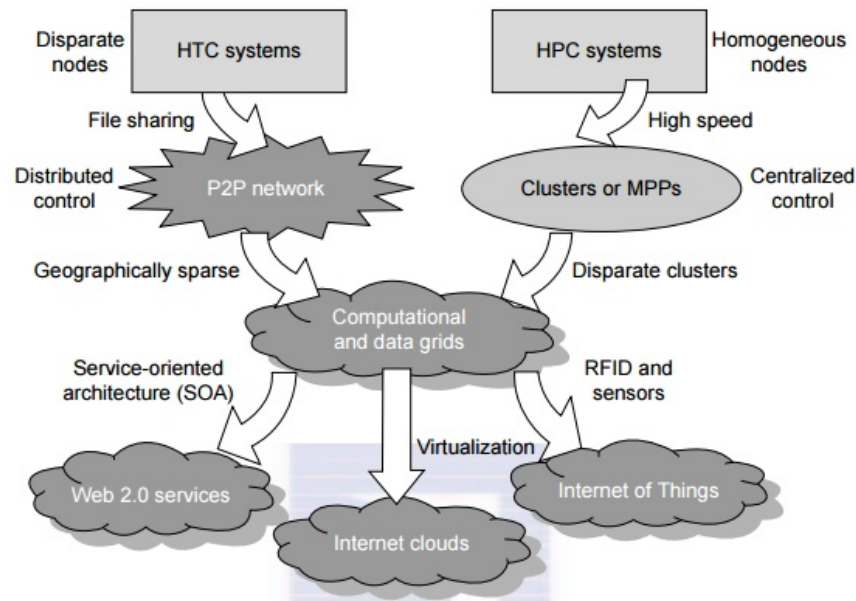 Disparate
nodes
HTC systems
HPC systems
Homogeneous
nodes
File sharing
High speed
Distributed
control
P2P network
Clusters or MPPs
Centralized
control
Geographically sparse
Disparate clusters
Computational
and data grids
Service-oriented
architecture (SOA)
RFID and
sensors
Virtualization
Web 2.0 services
Internet of Things
Internet clouds